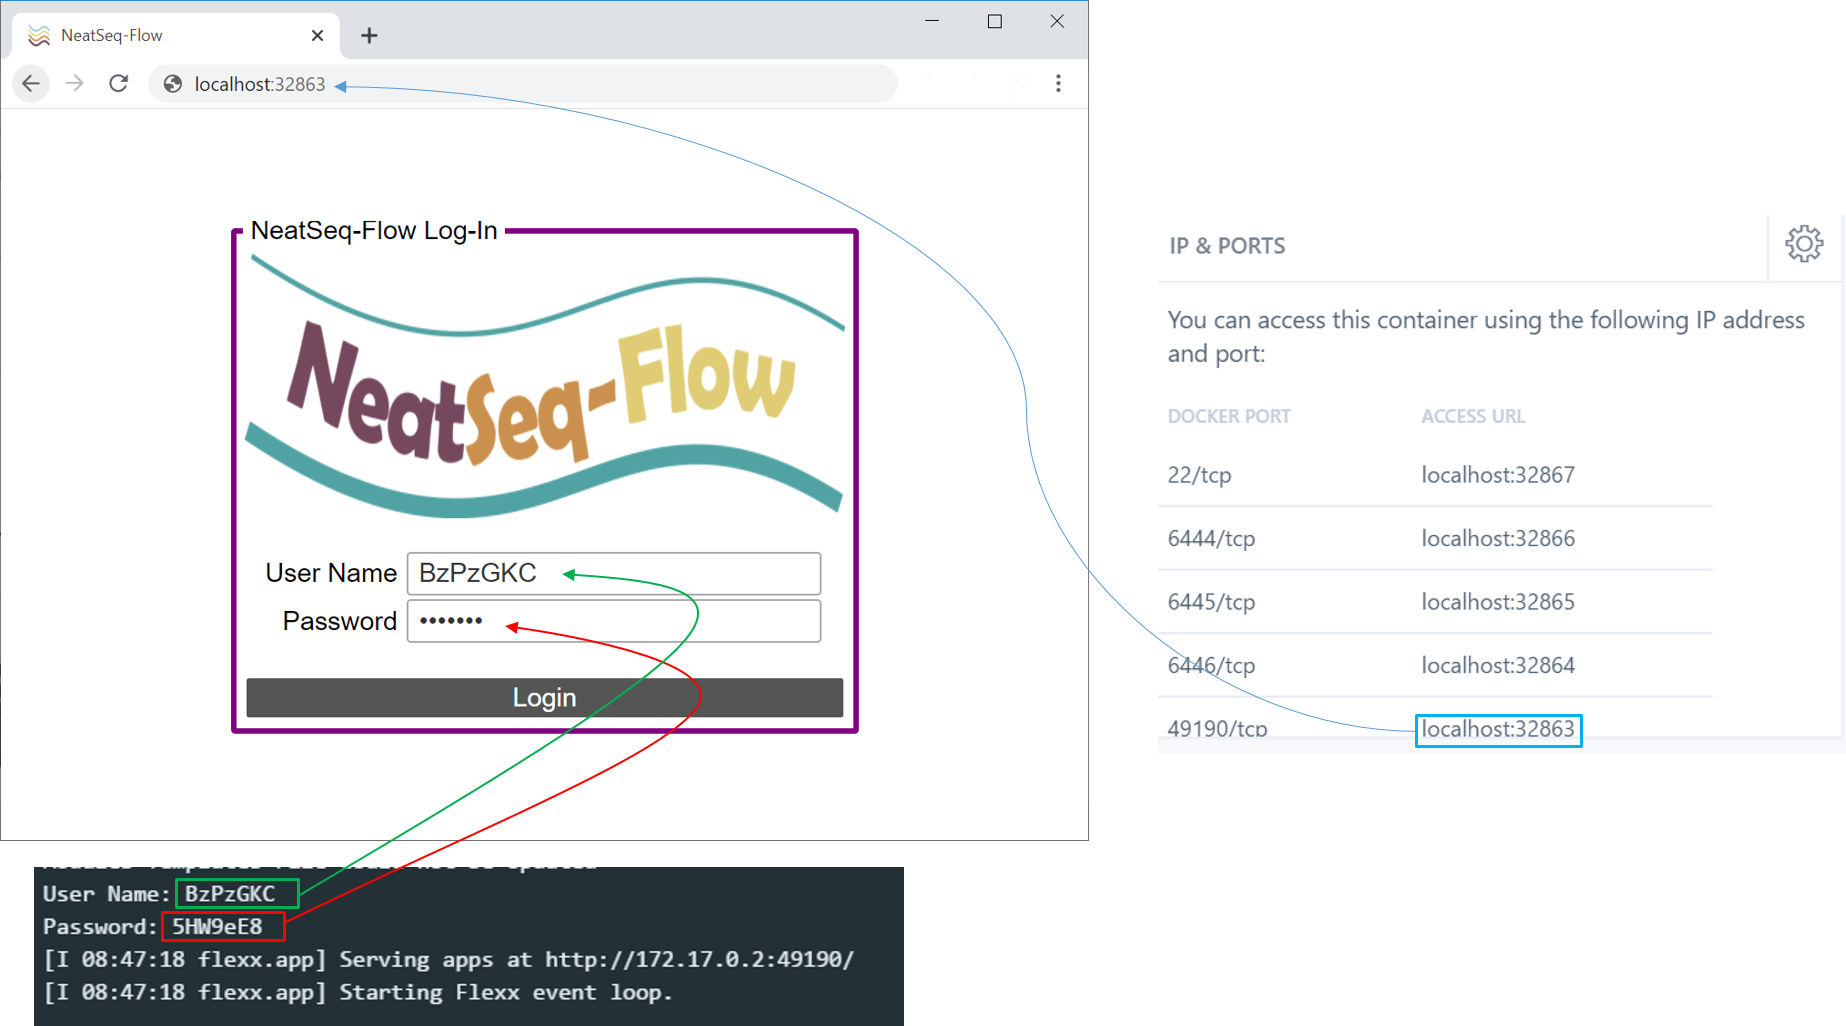 NeatSeq-Flow
localhost:32863
NeatSeq-Flow Log-In
NeatSeq-Flow
User Name BzPzGKC
Password •••••••
Login
IP & PORTS
You can access this container using the following IP address
and port:
DOCKER PORT ACCESS URL
22/tcp localhost:32867
6444/tcp localhost:32866
6445/tcp localhost:32865
6446/tcp localhost:32864
49190/tcp localhost:32863
User Name: BzPzGKC
Password: 5HW9eE8
[I 08:47:18 flexx.app] Serving apps at http://172.17.0.2:49190/
[I 08:47:18 flexx.app] Starting Flexx event loop.